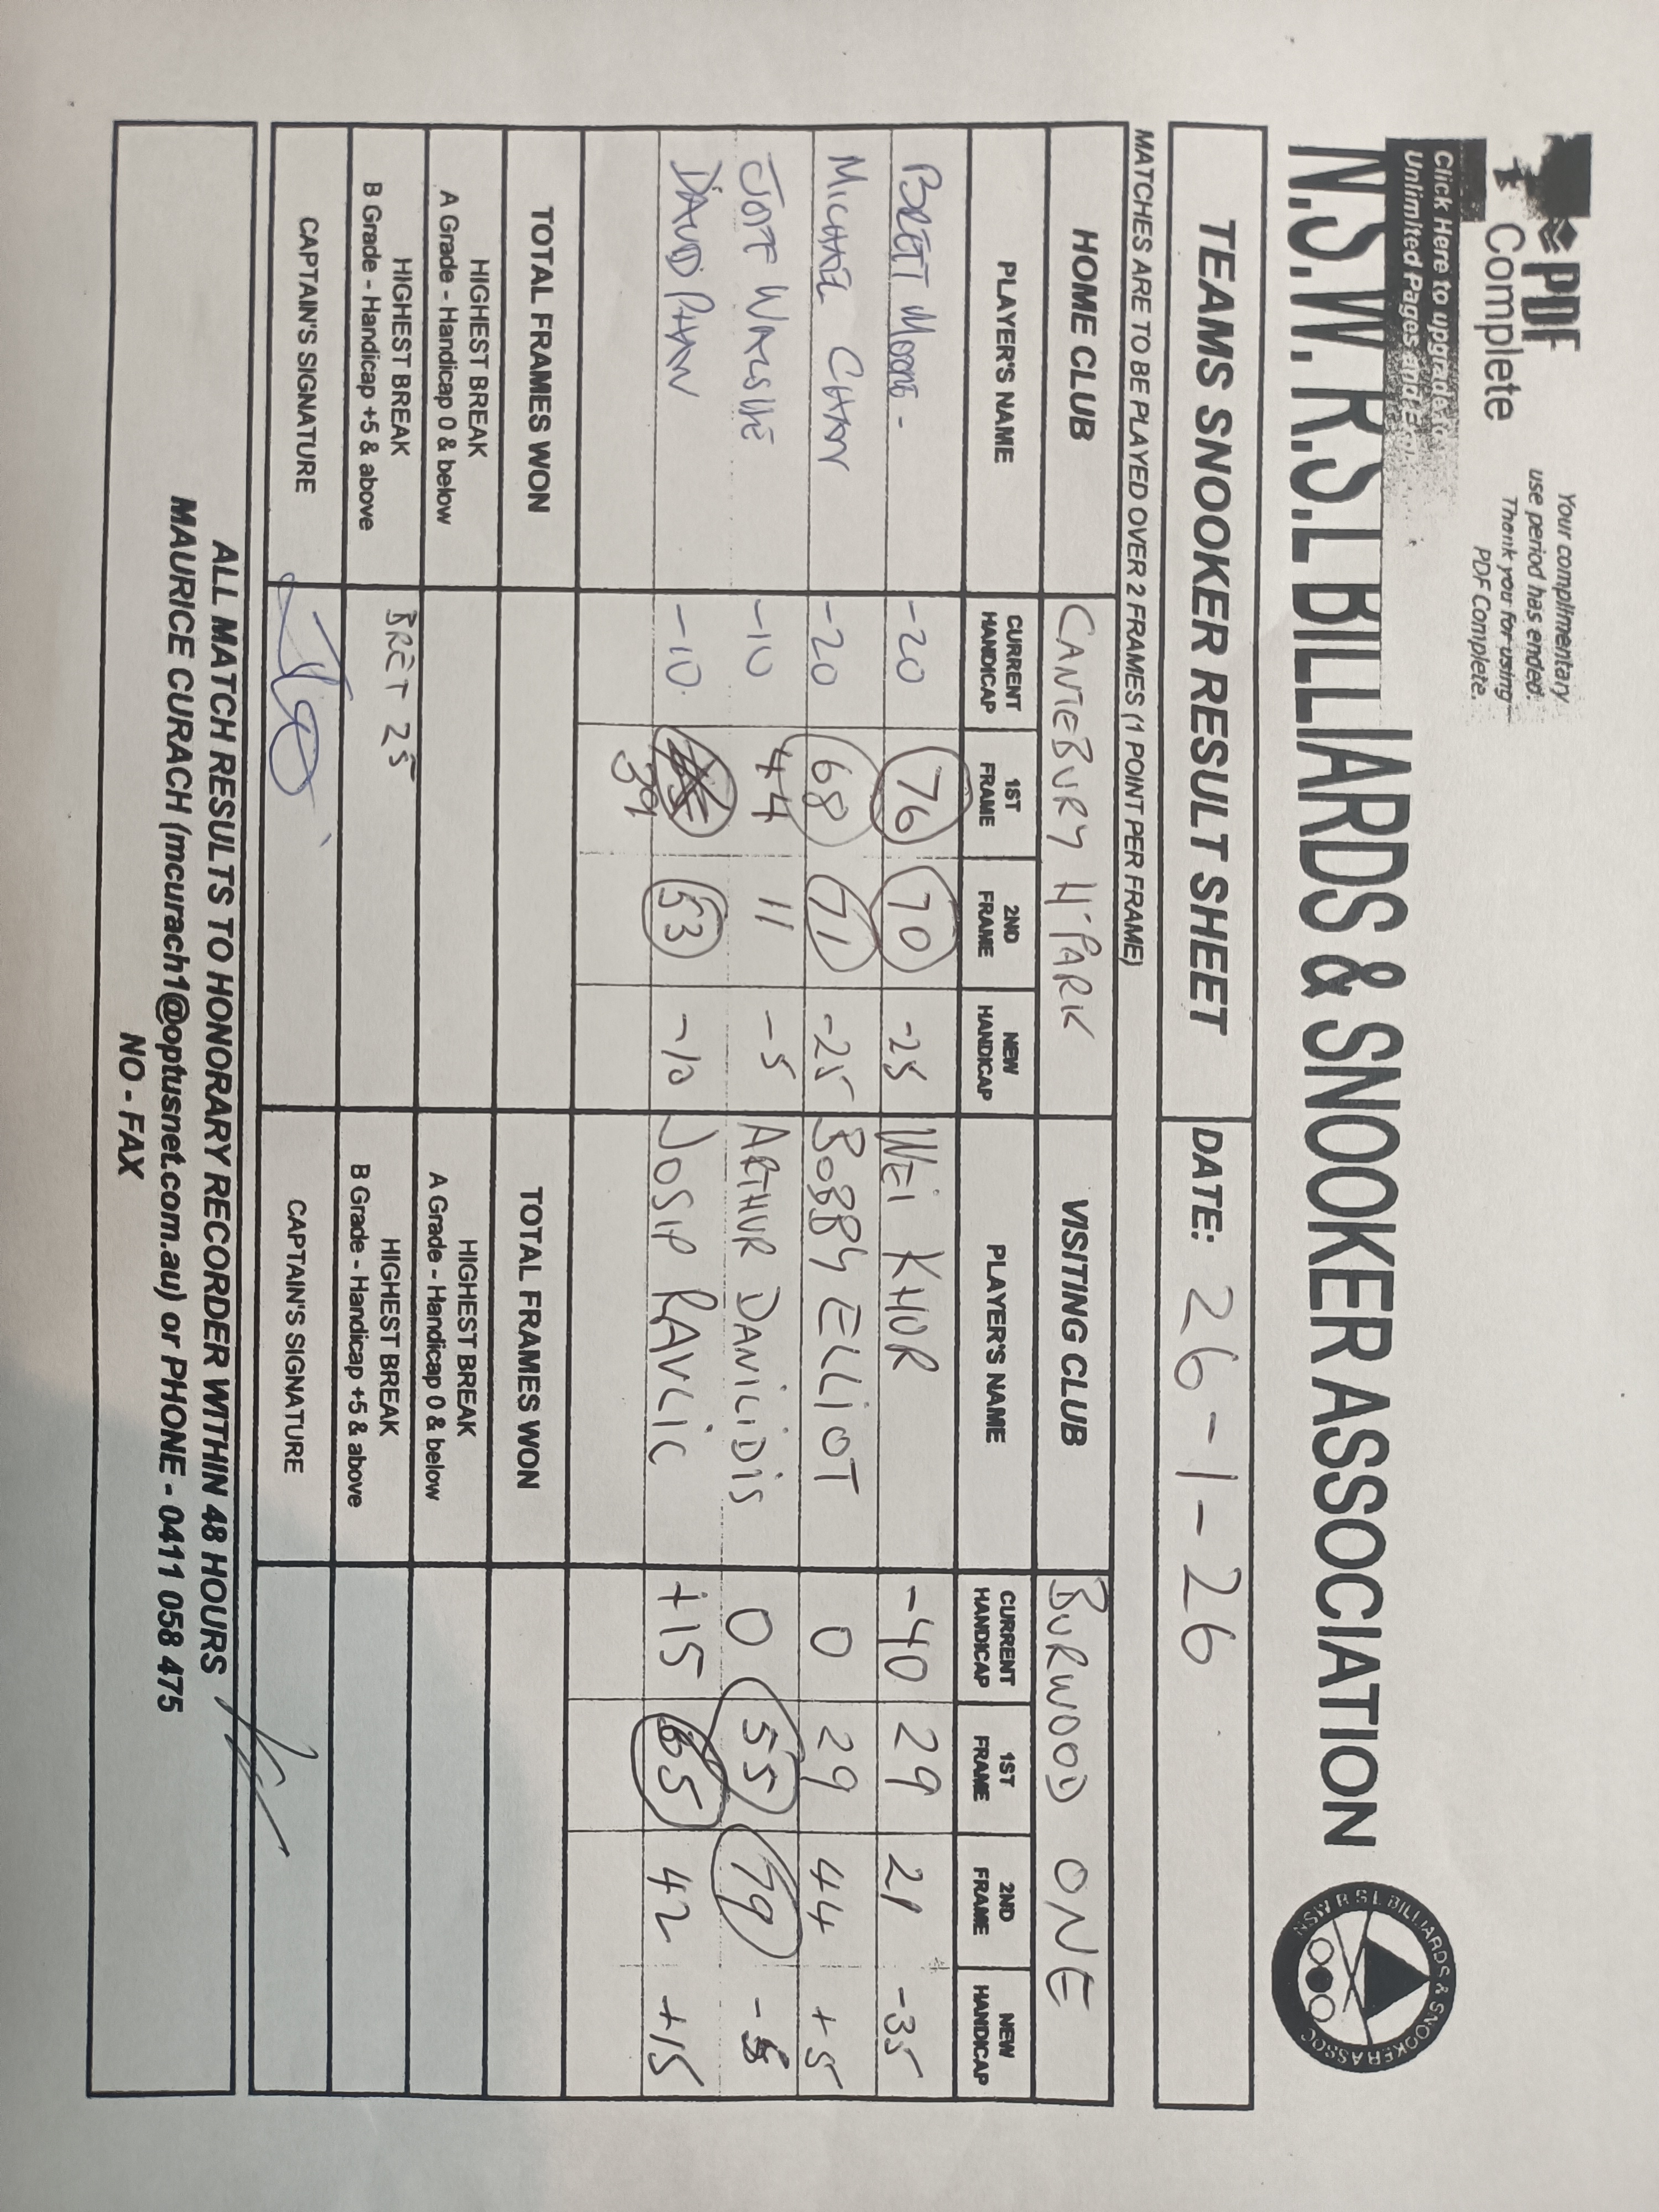 PDF
Complete
Your complimentary
use period has ended.
Thank you for using
PDF Complete.
Click Here to upgrade to
Unlimited Pages and
N.S.W. R.S.L BILLIARDS & SNOOKER ASSOCIATION
NSW R S L BILLIARDS & SNOOKER ASSOC
TEAMS SNOOKER RESULT SHEET DATE: 26-1-26
MATCHES ARE TO BE PLAYED OVER 2 FRAMES (1 POINT PER FRAME)
HOME CLUB CANTEBURY H-PARK VISITING CLUB BURWOOD ONE
PLAYER'S NAME CURRENT HANDICAP 1ST FRAME 2ND FRAME NEW HANDICAP PLAYER'S NAME CURRENT HANDICAP 1ST FRAME 2ND FRAME NEW HANDICAP
BRETT MOORE -20 76 70 -25 WEI KHOR -40 29 21 -35
MICHAEL CHAN -20 68 71 -25 BOBBY ELLIOT 0 29 44 +5
JOFF WALSHE -10 44 11 -5 ARTHUR DANILIDIS 0 55 79 -5
DAVID PHAN -10 53 -10 JOSIP RAVLIC +15 65 42 +15
39
TOTAL FRAMES WON TOTAL FRAMES WON
HIGHEST BREAK HIGHEST BREAK
A Grade - Handicap 0 & below A Grade - Handicap 0 & below
HIGHEST BREAK BRET 25 HIGHEST BREAK
B Grade - Handicap +5 & above B Grade - Handicap +5 & above
CAPTAIN'S SIGNATURE CAPTAIN'S SIGNATURE
ALL MATCH RESULTS TO HONORARY RECORDER WITHIN 48 HOURS
MAURICE CURACH (mcurach1@optusnet.com.au) or PHONE - 0411 058 475
NO - FAX